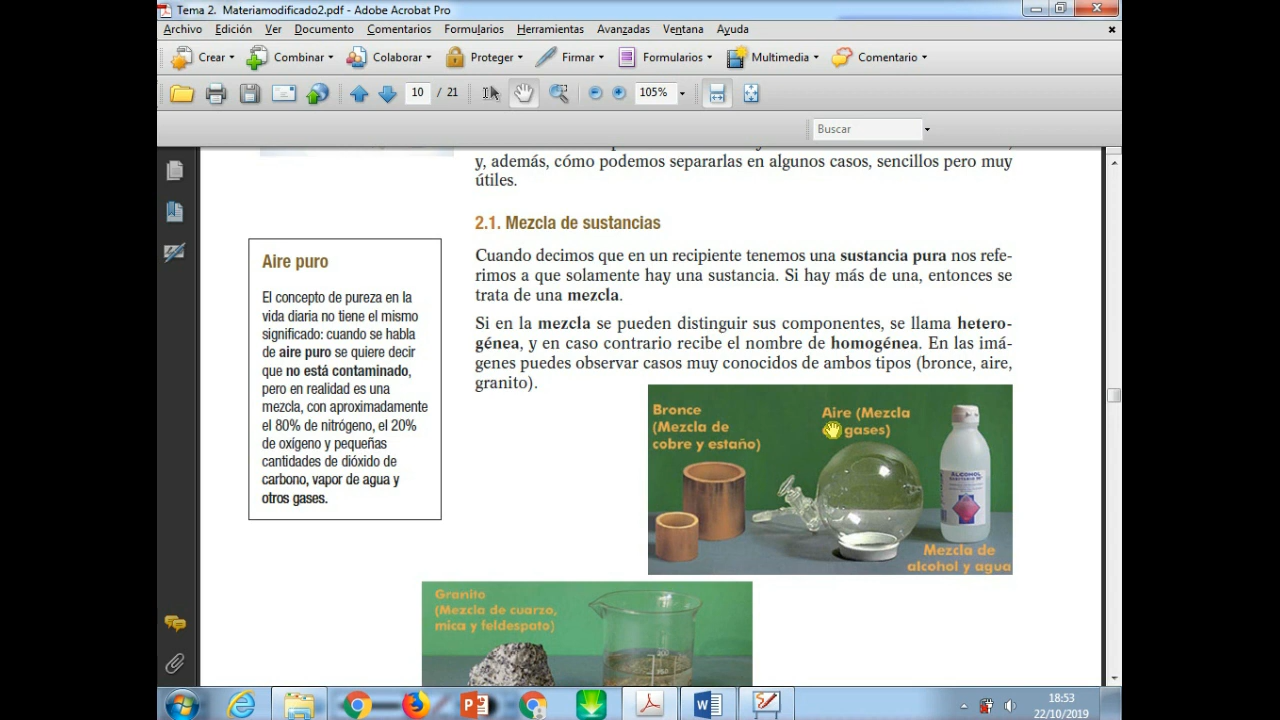 Tema 2. Materiamodificado2.pdf - Adobe Acrobat Pro
Archivo Edición Ver Documento Comentarios Formularios Herramientas Avanzadas Ventana Ayuda
Crear Combinar Colaborar Proteger Firmar Formularios Multimedia Comentario
10 / 21 105%
Buscar
y, además, cómo podemos separarlas en algunos casos, sencillos pero muy
útiles.
2.1. Mezcla de sustancias
Cuando decimos que en un recipiente tenemos una sustancia pura nos refe-
rimos a que solamente hay una sustancia. Si hay más de una, entonces se
trata de una mezcla.
Si en la mezcla se pueden distinguir sus componentes, se llama hetero-
génea, y en caso contrario recibe el nombre de homogénea. En las imá-
genes puedes observar casos muy conocidos de ambos tipos (bronce, aire,
granito).
Aire puro
El concepto de pureza en la
vida diaria no tiene el mismo
significado: cuando se habla
de aire puro se quiere decir
que no está contaminado,
pero en realidad es una
mezcla, con aproximadamente
el 80% de nitrógeno, el 20%
de oxígeno y pequeñas
cantidades de dióxido de
carbono, vapor de agua y
otros gases.
Bronce
(Mezcla de
cobre y estaño)
Aire (Mezcla
gases)
ALCOHOL
Mezcla de
alcohol y agua
Granito
(Mezcla de cuarzo,
mica y feldespato)
18:53
22/10/2019